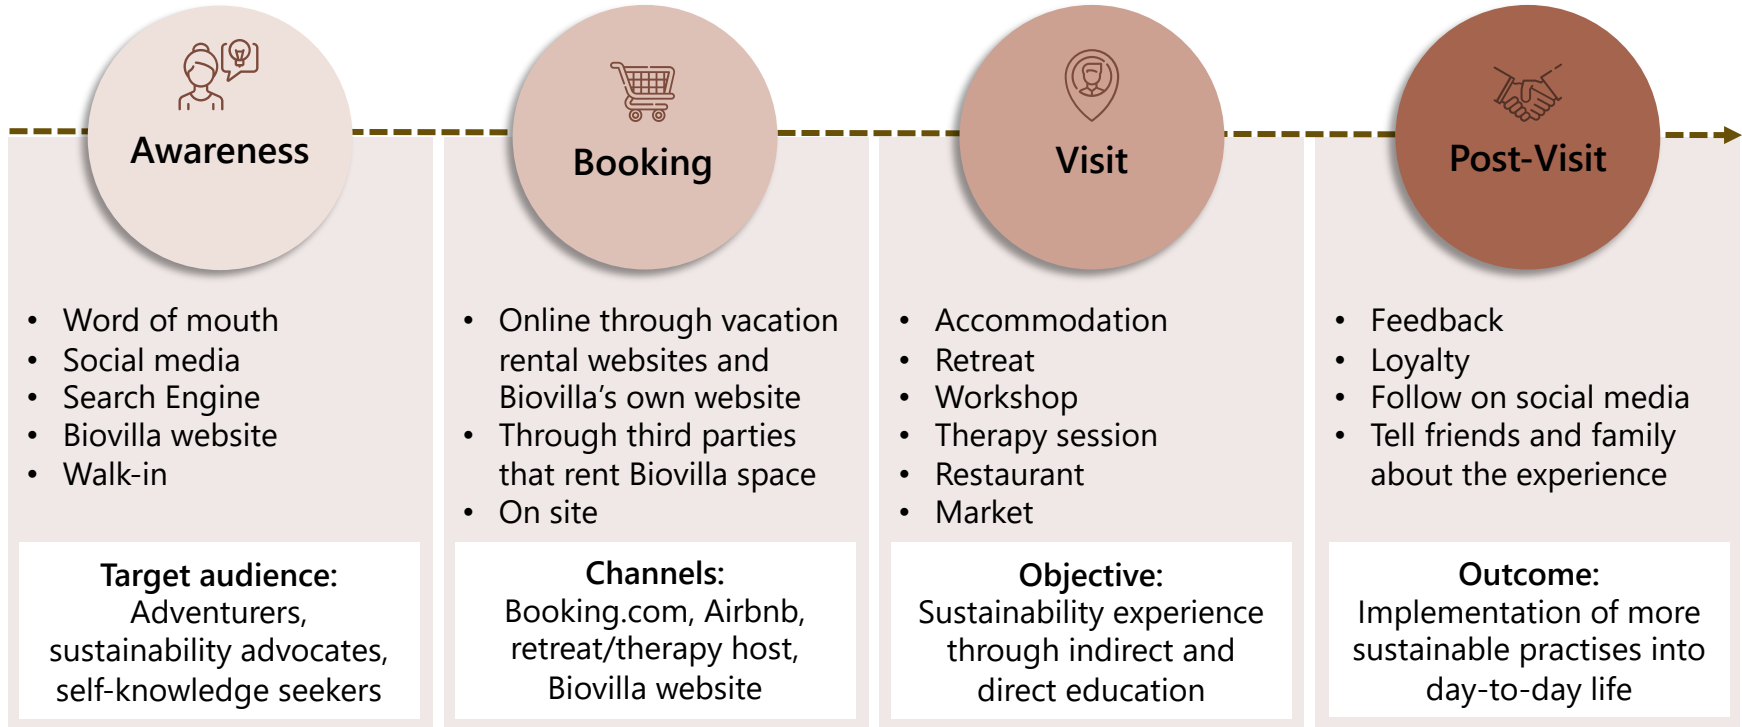 Awareness
• Word of mouth
• Social media
• Search Engine
• Biovilla website
• Walk-in
Target audience:
Adventurers,
sustainability advocates,
self-knowledge seekers
Booking
• Online through vacation
rental websites and
Biovilla’s own website
• Through third parties
that rent Biovilla space
• On site
Channels:
Booking.com, Airbnb,
retreat/therapy host,
Biovilla website
Visit
• Accommodation
• Retreat
• Workshop
• Therapy session
• Restaurant
• Market
Objective:
Sustainability experience
through indirect and
direct education
Post-Visit
• Feedback
• Loyalty
• Follow on social media
• Tell friends and family
about the experience
Outcome:
Implementation of more
sustainable practises into
day-to-day life